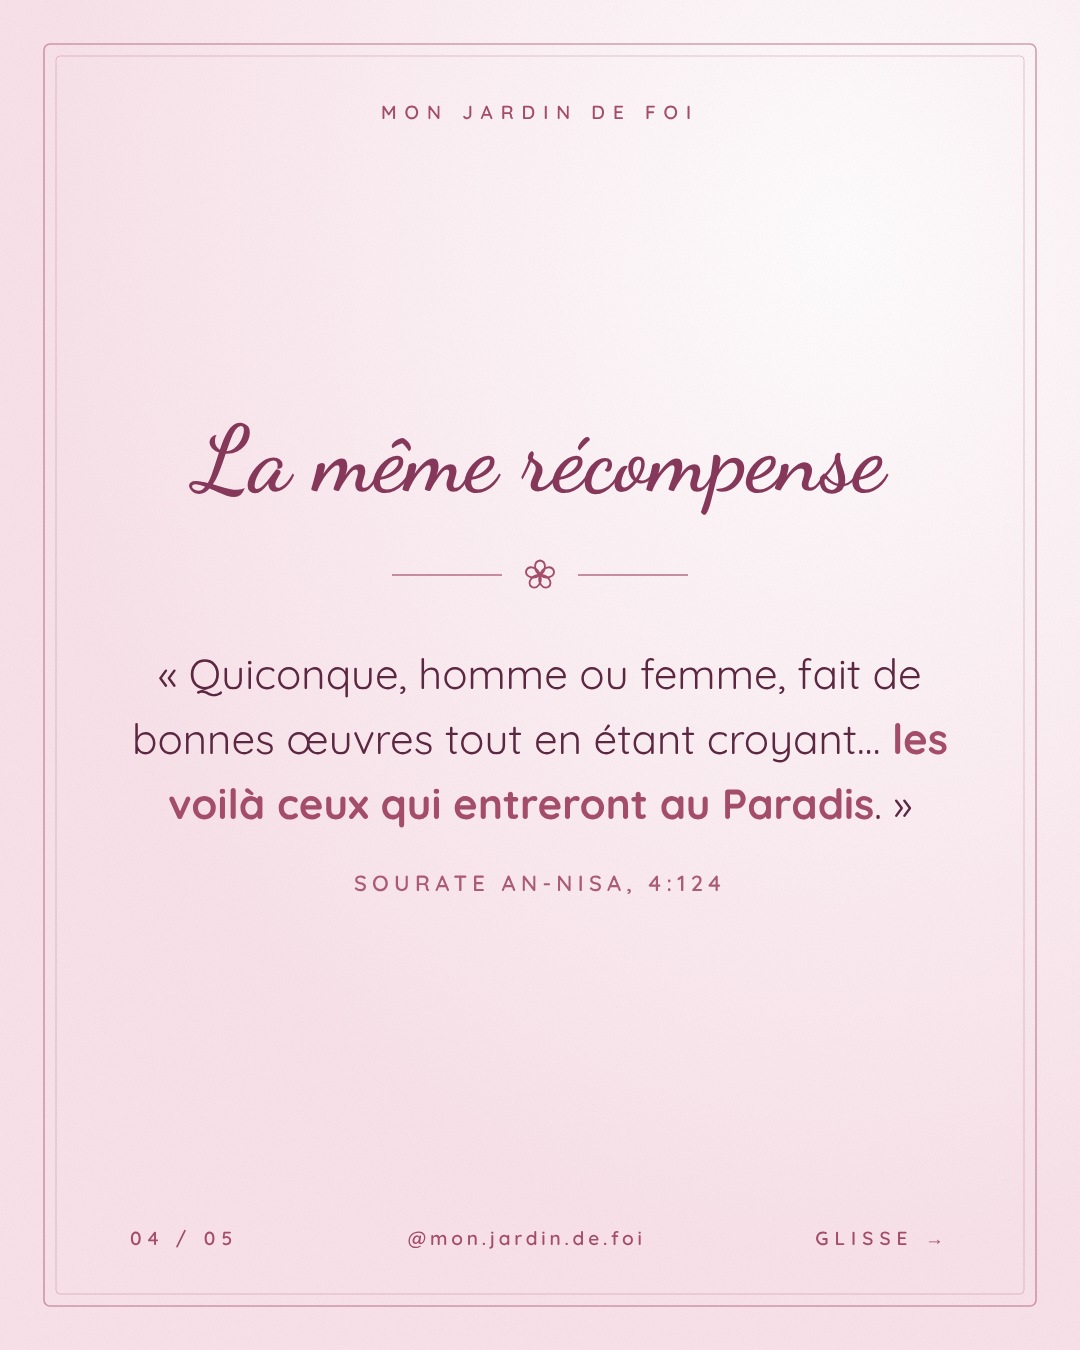 MON JARDIN DE FOI
La même récompense
« Quiconque, homme ou femme, fait de
bonnes œuvres tout en étant croyant... les
voilà ceux qui entreront au Paradis. »
SOURATE AN-NISA, 4:124
04 / 05
@mon.jardin.de.foi
GLISSE →